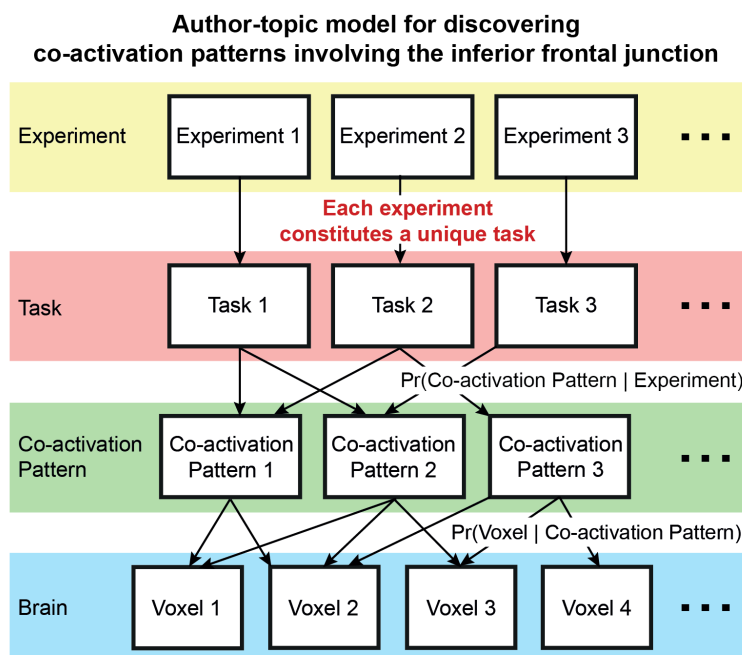 Author-topic model for discovering
co-activation patterns involving the inferior frontal junction
Experiment
Experiment 1
Experiment 2
Experiment 3
Each experiment
constitutes a unique task
Task
Task 1
Task 2
Task 3
Pr(Co-activation Pattern | Experiment)
Co-activation
Pattern
Co-activation
Pattern 1
Co-activation
Pattern 2
Co-activation
Pattern 3
Pr(Voxel | Co-activation Pattern)
Brain
Voxel 1
Voxel 2
Voxel 3
Voxel 4